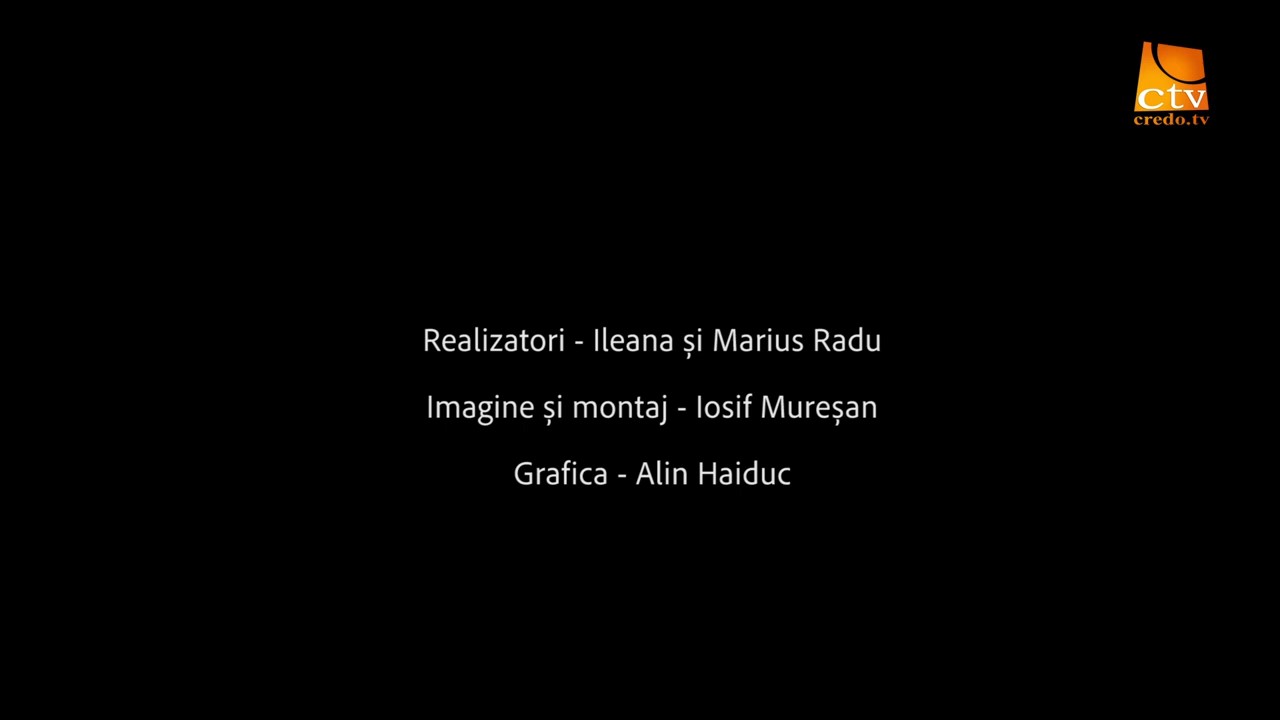 ctv
credo.tv
Realizatori - Ileana și Marius Radu
Imagine și montaj - Iosif Mureșan
Grafica - Alin Haiduc